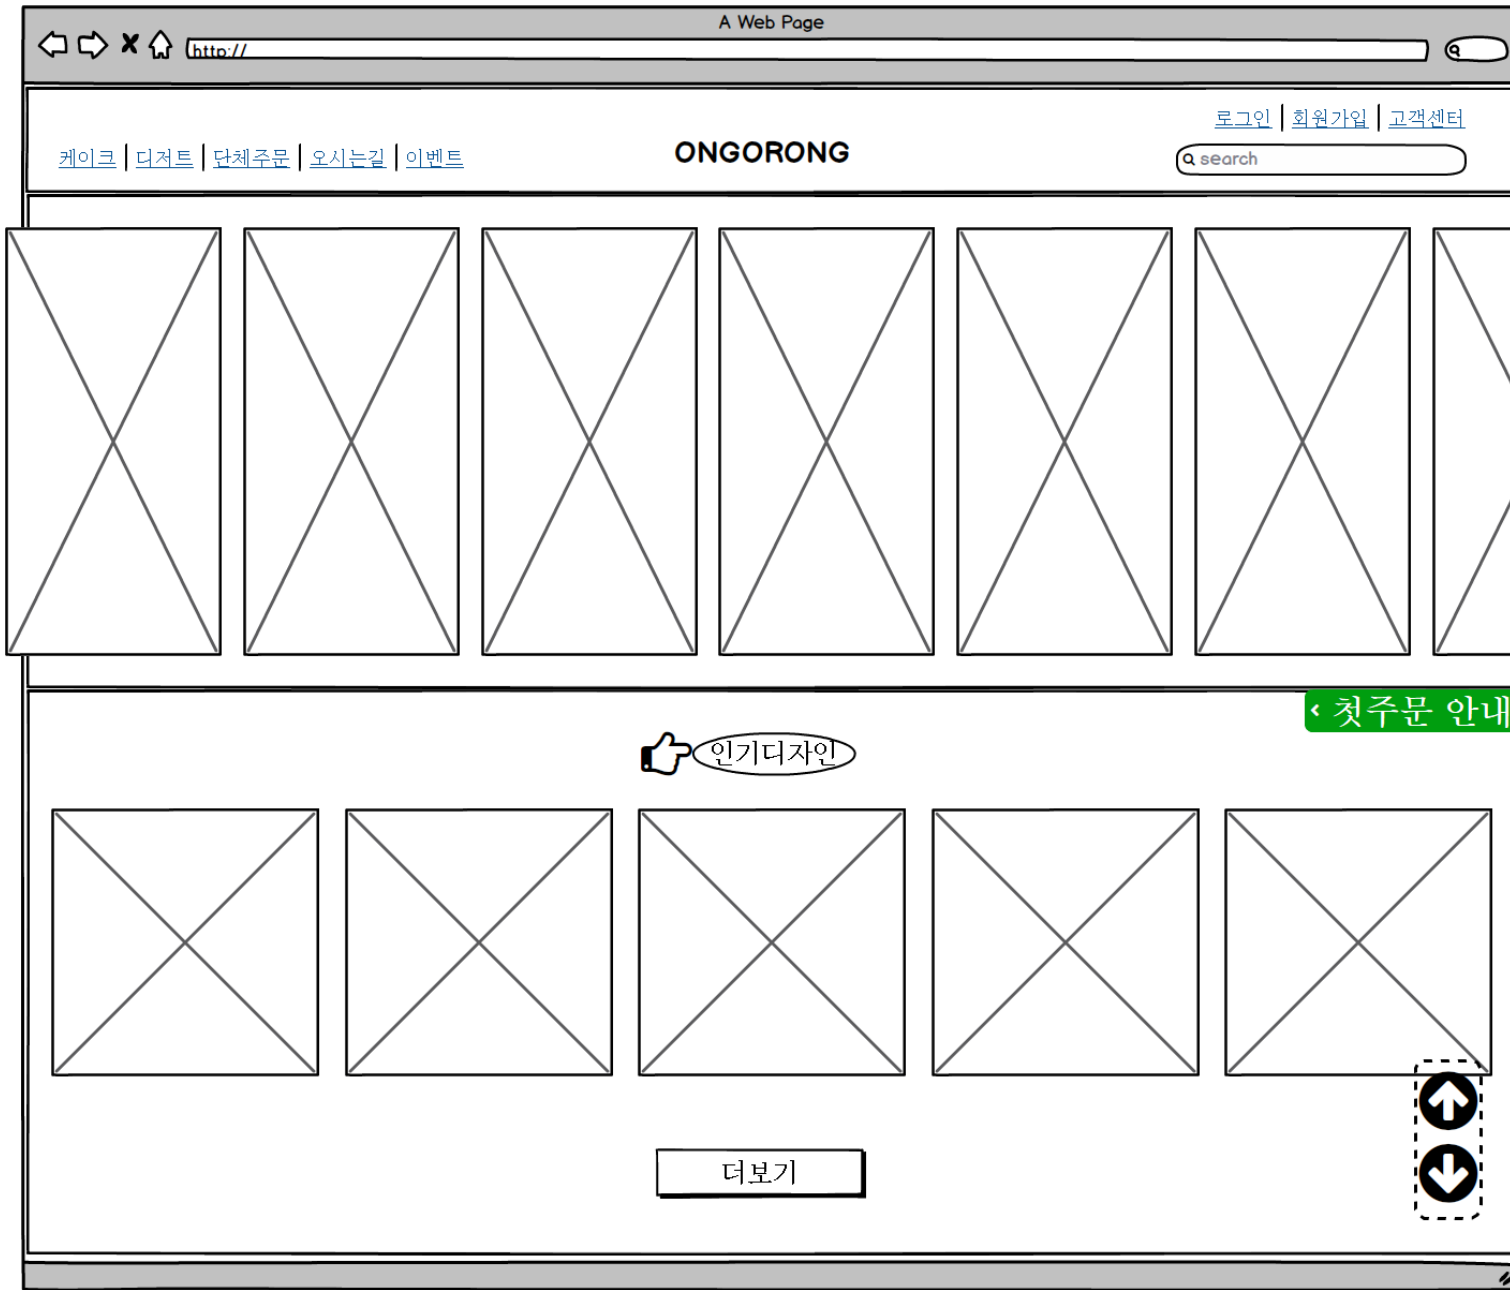 A Web Page
http://
로그인 | 회원가입 | 고객센터
케이크 | 디저트 | 단체주문 | 오시는길 | 이벤트
ONGORONG
search
첫주문 안내
인기디자인
더보기